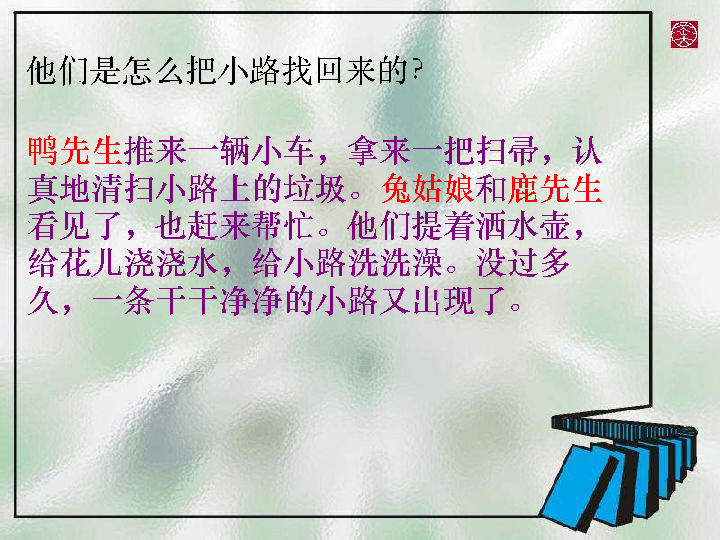 他们是怎么把小路找回来的?
鸭先生推来一辆小车，拿来一把扫帚，认
真地清扫小路上的垃圾。兔姑娘和鹿先生
看见了，也赶来帮忙。他们提着洒水壶，
给花儿浇浇水，给小路洗洗澡。没过多
久，一条干干净净的小路又出现了。